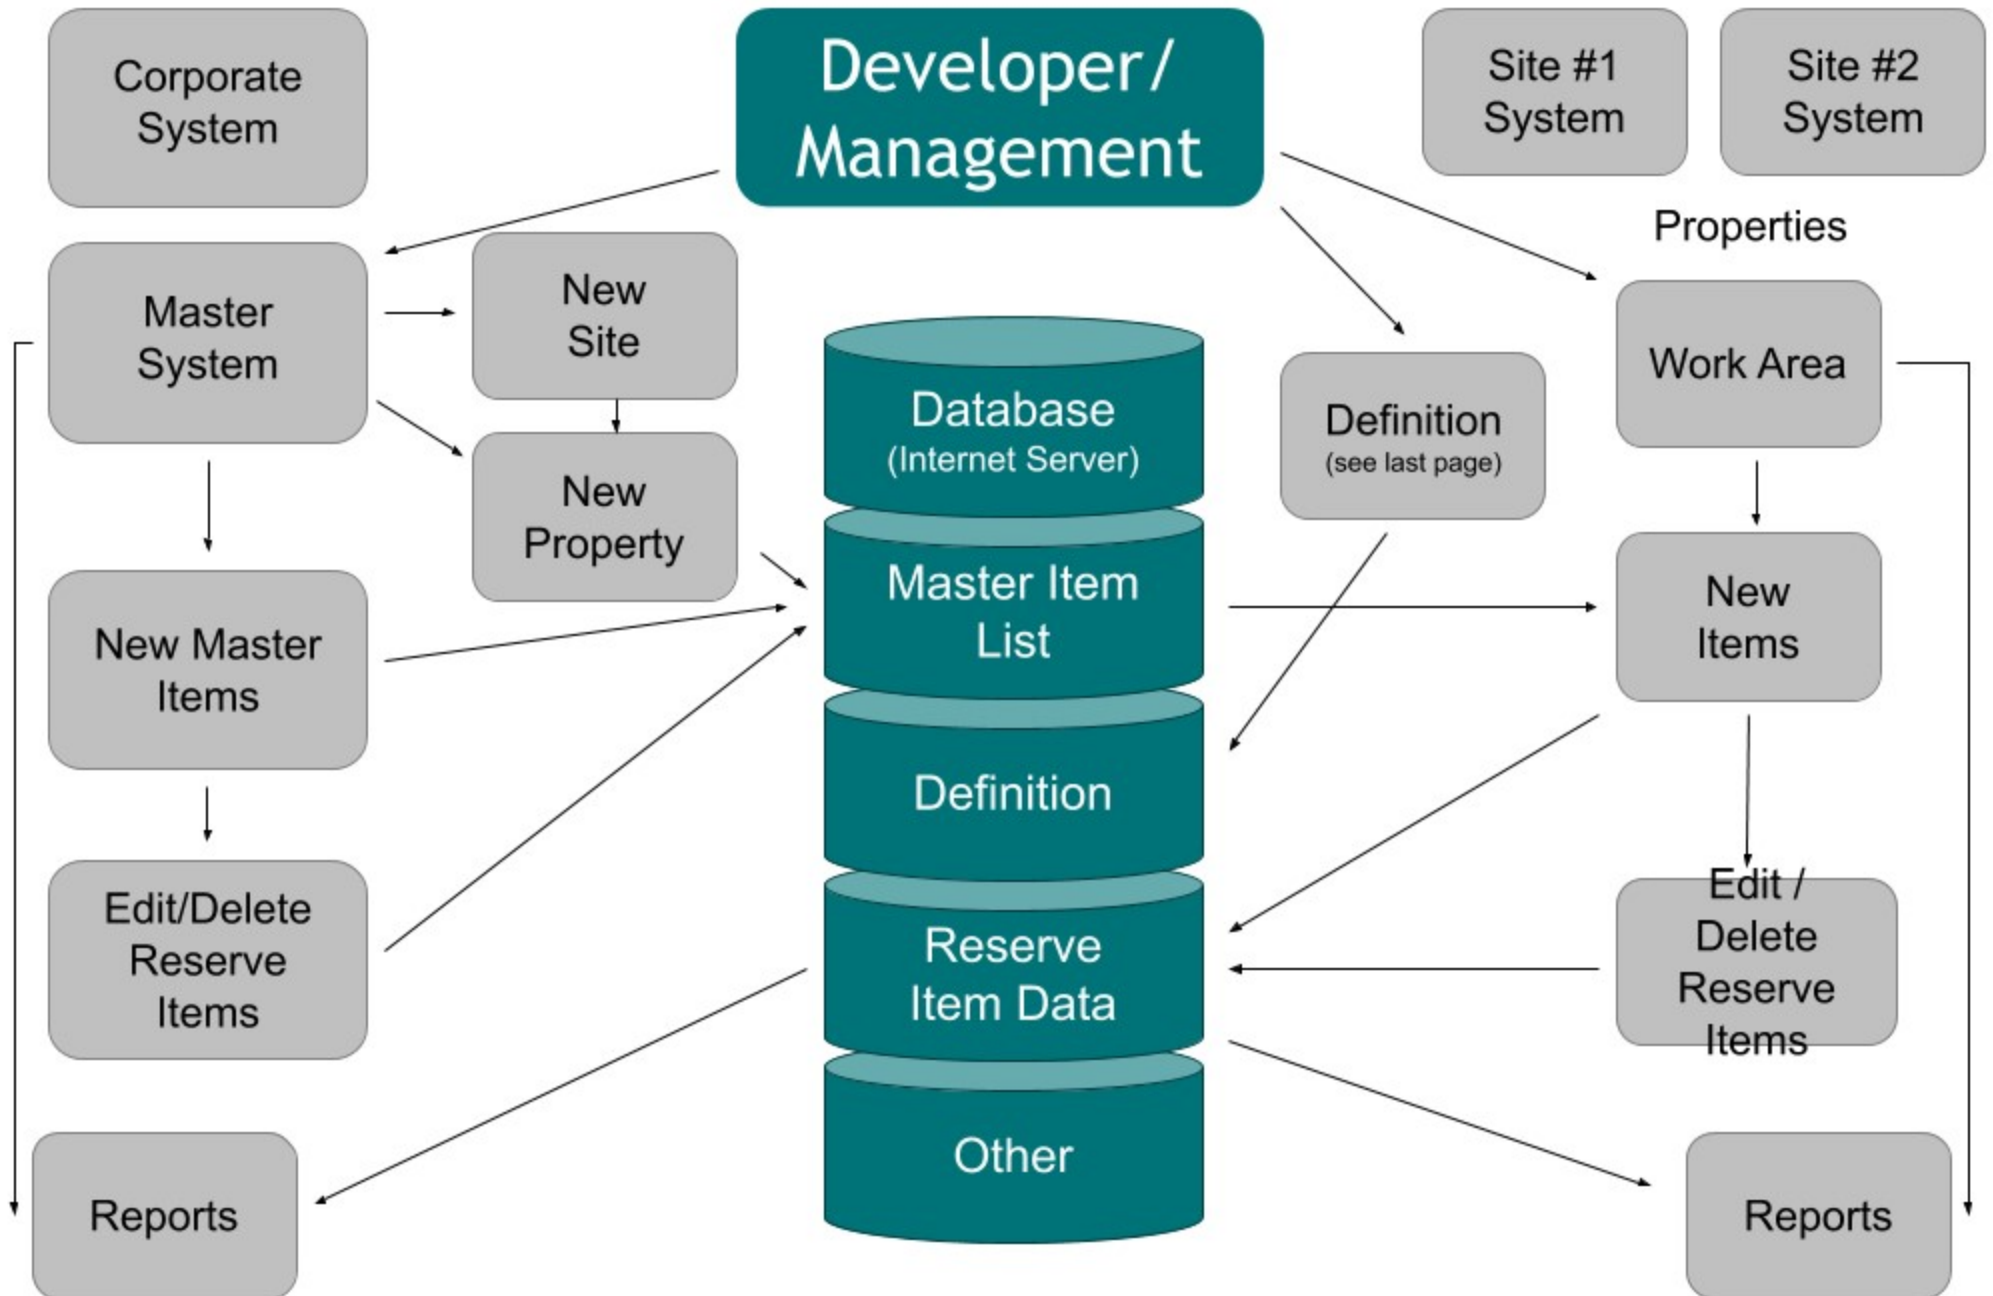 Corporate
System
Developer/
Management
Site #1
System
Site #2
System
Properties
Master
System
New
Site
Work Area
Database
(Internet Server)
Definition
(see last page)
New
Property
Master Item
List
New
Items
New Master
Items
Definition
Edit/Delete
Reserve
Items
Reserve
Item Data
Edit /
Delete
Reserve
Items
Other
Reports
Reports